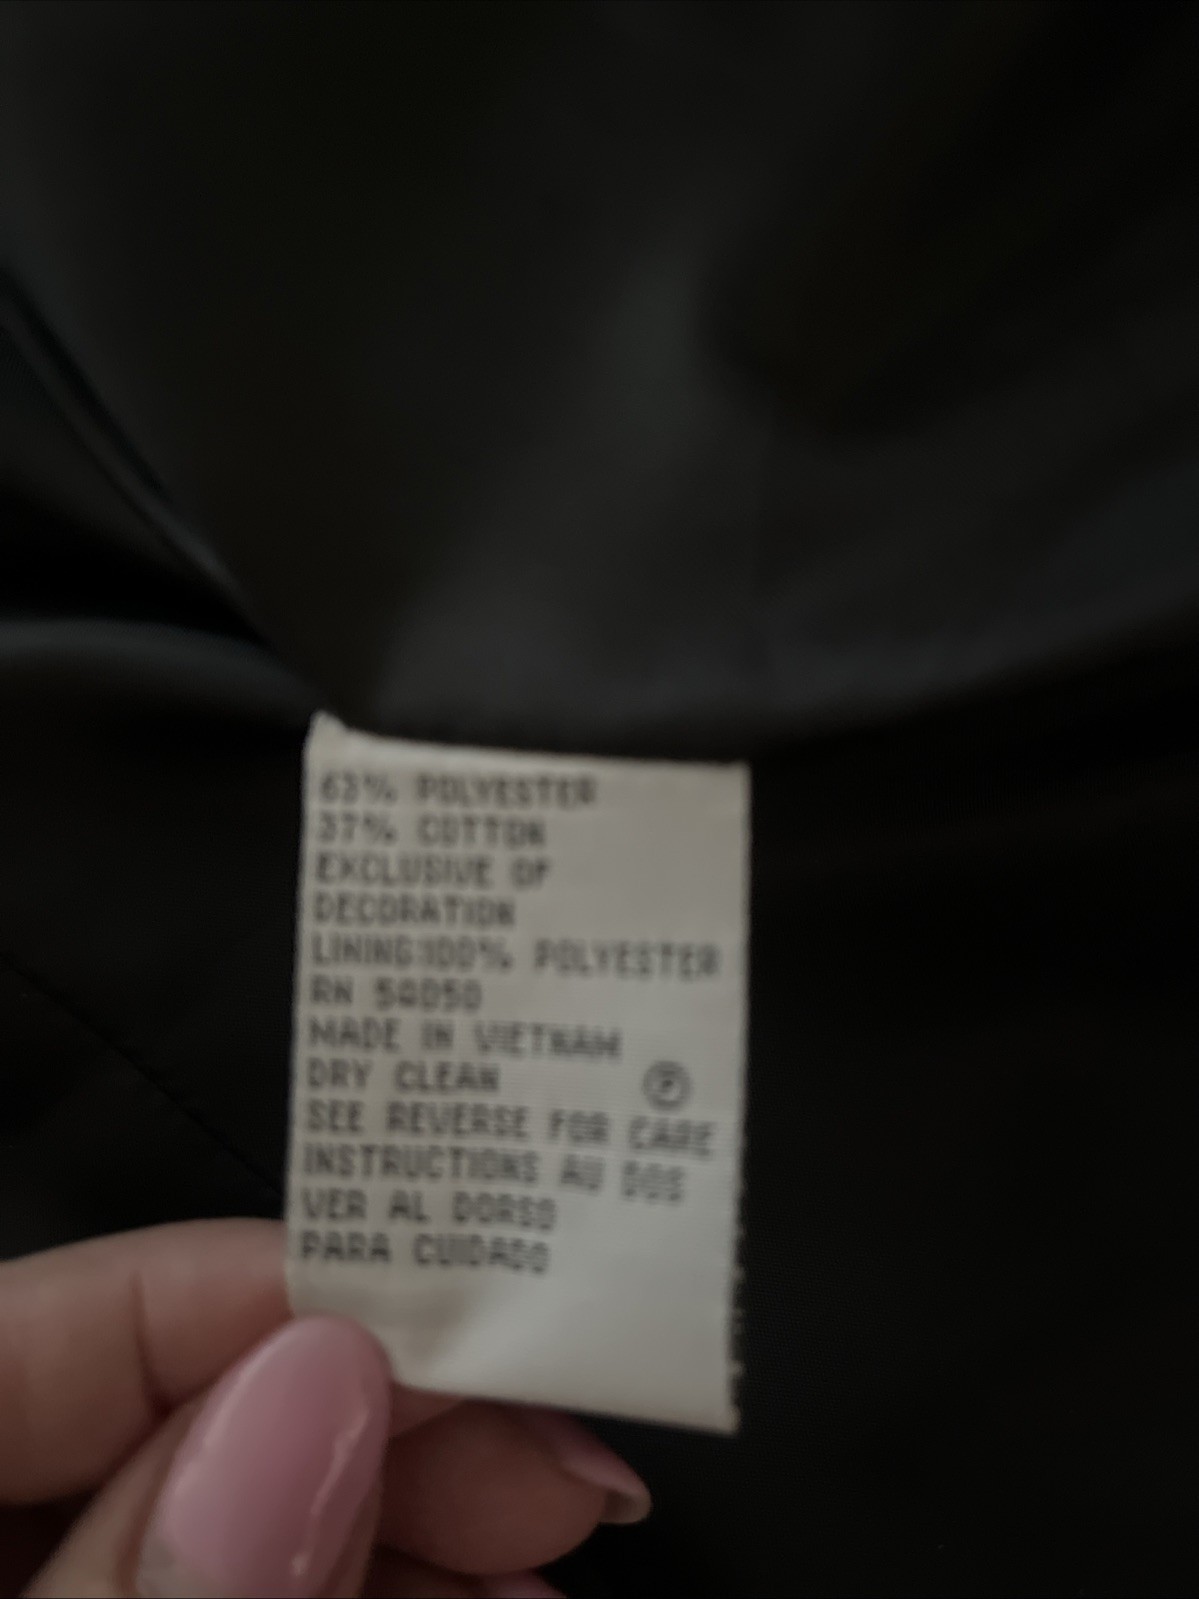 63% POLYESTER
37% COTTON
EXCLUSIVE OF
DECORATION
LINING:100% POLYESTER
RN
MADE IN VIETNAM
DRY CLEAN Ⓟ
SEE REVERSE FOR CARE
INSTRUCTIONS AU DOS
VER AL DORSO
PARA CUIDADO